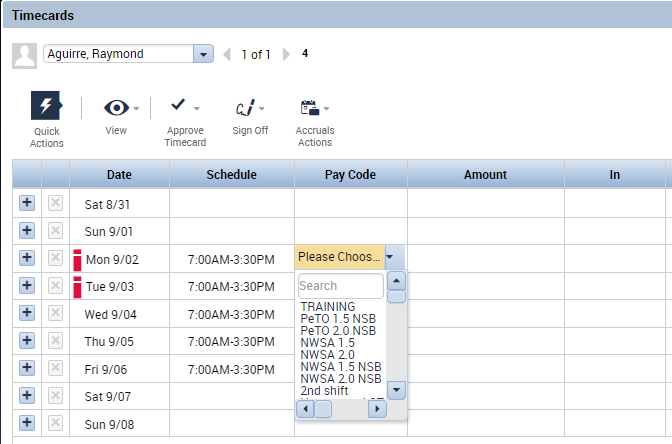 Timecards
Aguirre, Raymond 1 of 1 4
Quick Actions View Approve Timecard Sign Off Accruals Actions
Date Schedule Pay Code Amount In
Sat 8/31
Sun 9/01
Mon 9/02 7:00AM-3:30PM Please Choos...
Tue 9/03 7:00AM-3:30PM
Search
TRAINING
PeTO 1.5 NSB
PeTO 2.0 NSB
Wed 9/04 7:00AM-3:30PM
NWSA 1.5
Thu 9/05 7:00AM-3:30PM
NWSA 2.0
NWSA 1.5 NSB
Fri 9/06 7:00AM-3:30PM
NWSA 2.0 NSB
2nd shift
Sat 9/07
Sun 9/08